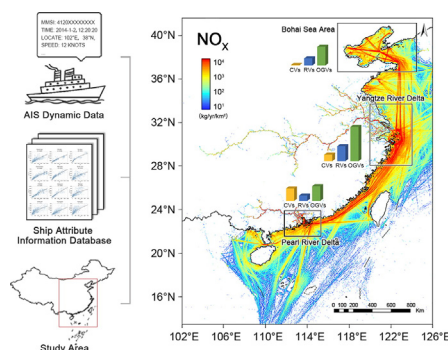 MMSI: 4120XXXXXXXX
TIME: 2014-1-2, 12:20:20
LOCATE: 102°E, 38°N,
SPEED: 12 KNOTS
...
AIS Dynamic Data
Ship Attribute
Information Database
Study Area
NOX
10⁴
10³
10²
10¹
(kg/yr/km²)
Bohai Sea Area
CVs RVs OGVs
Yangtze River Delta
CVs RVs OGVs
CVs RVs OGVs
Pearl River Delta
40°N
36°N
32°N
28°N
24°N
20°N
16°N
0 200 400 600 800
Km
102°E 106°E 110°E 114°E 118°E 122°E 126°E